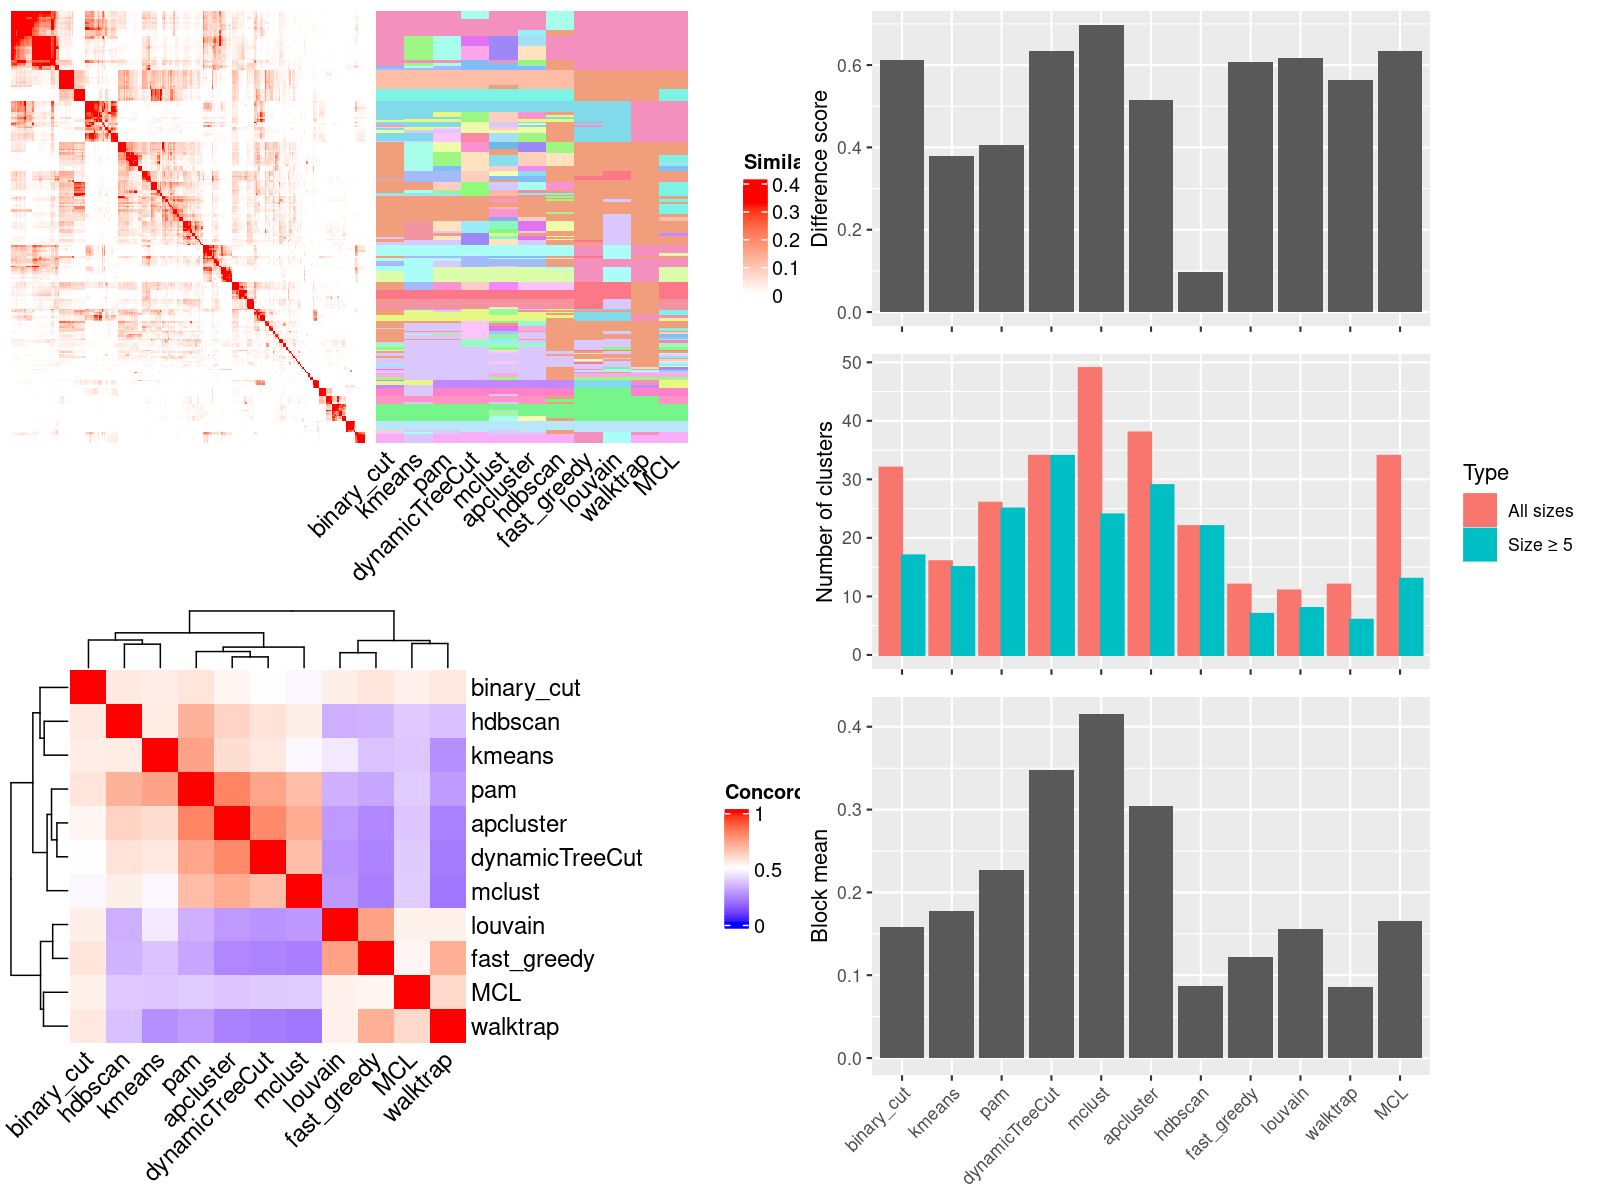 Simila
0.4
0.3
0.2
0.1
0
binary_cut
kmeans
pam
dynamicTreeCut
mclust
apcluster
hdbscan
fast_greedy
louvain
walktrap
MCL
Difference score
0.6
0.4
0.2
0.0
Number of clusters
50
40
30
20
10
0
Type
All sizes
Size ≥ 5
binary_cut
hdbscan
kmeans
pam
apcluster
dynamicTreeCut
mclust
louvain
fast_greedy
MCL
walktrap
binary_cut
hdbscan
kmeans
pam
apcluster
dynamicTreeCut
mclust
louvain
fast_greedy
MCL
walktrap
Concord
1
0.5
0
Block mean
0.4
0.3
0.2
0.1
0.0
binary_cut
kmeans
pam
dynamicTreeCut
mclust
apcluster
hdbscan
fast_greedy
louvain
walktrap
MCL